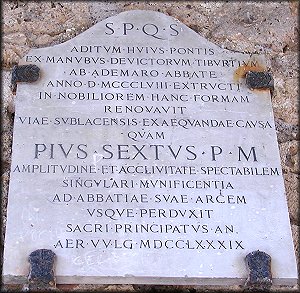 S·P·Q·S
ADITVM·HVIVS·PONTIS
EX·MANVBUS·DEVICTORVM·TIBVRTIVM
AB·ADEMARO·ABBATE
ANNO·D·MCCCLVIII·EXTRVCTI
IN·NOBILIOREM·HANC·FORMAM
RENOVAVIT
VIAE·SVBLACENSIS·EXAEQVANDAE·CAVSA
QVAM
PIVS·SEXTVS·P·M
AMPLITVDINE·ET·ACCLIVITATE·SPECTABILEM
SINGVLARI·MVNIFICENTIA
AD·ABBATIAE·SVAE·ARCEM
VSQVE·PERDVXIT
SACRI·PRINCIPATVS·AN.
AER·VVLG·MDCCLXXXIX